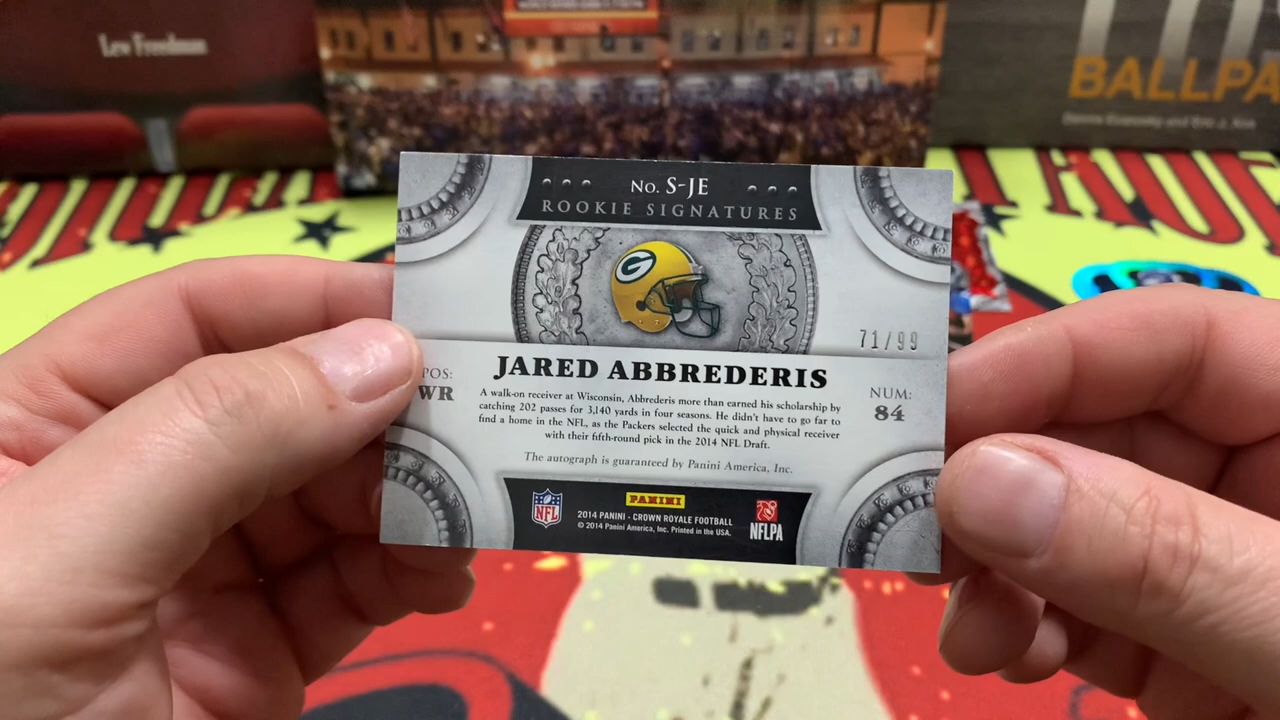 Lew Freedman
BALLPA
No. S-JE
ROOKIE SIGNATURES
G
71/99
JARED ABBREDERIS
POS:
WR
NUM:
84
A walk-on receiver at Wisconsin, Abbrederis more than earned his scholarship by
catching 202 passes for 3,140 yards in four seasons. He didn't have to go far to
find a home in the NFL, as the Packers selected the quick and physical receiver
with their fifth-round pick in the 2014 NFL Draft.
The autograph is guaranteed by Panini America, Inc.
NFL
PANINI
2014 PANINI - CROWN ROYALE FOOTBALL
© 2014 Panini America, Inc. Printed in the USA.
NFLPA